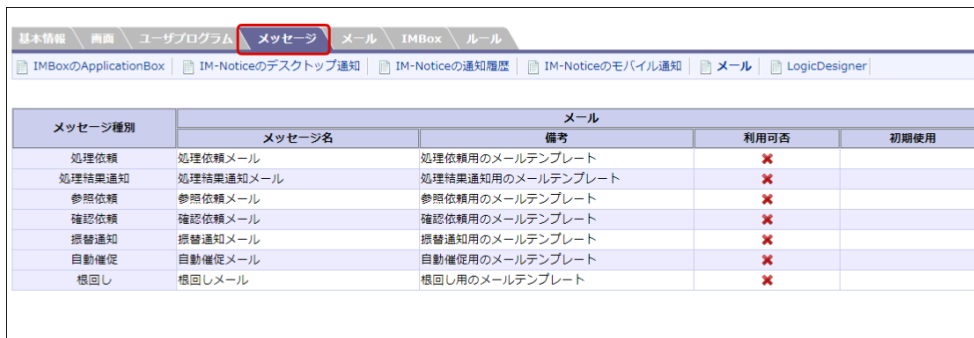 基本情報 画面 ユーザプログラム メッセージ メール IMBox ルール
IMBoxのApplicationBox IM-Noticeのデスクトップ通知 IM-Noticeの通知履歴 IM-Noticeのモバイル通知 メール LogicDesigner
メッセージ種別 メール
メッセージ名 備考 利用可否 初期使用
処理依頼 処理依頼メール 処理依頼用のメールテンプレート
処理結果通知 処理結果通知メール 処理結果通知用のメールテンプレート
参照依頼 参照依頼メール 参照依頼用のメールテンプレート
確認依頼 確認依頼メール 確認依頼用のメールテンプレート
振替通知 振替通知メール 振替通知用のメールテンプレート
自動催促 自動催促メール 自動催促用のメールテンプレート
根回し 根回しメール 根回し用のメールテンプレート